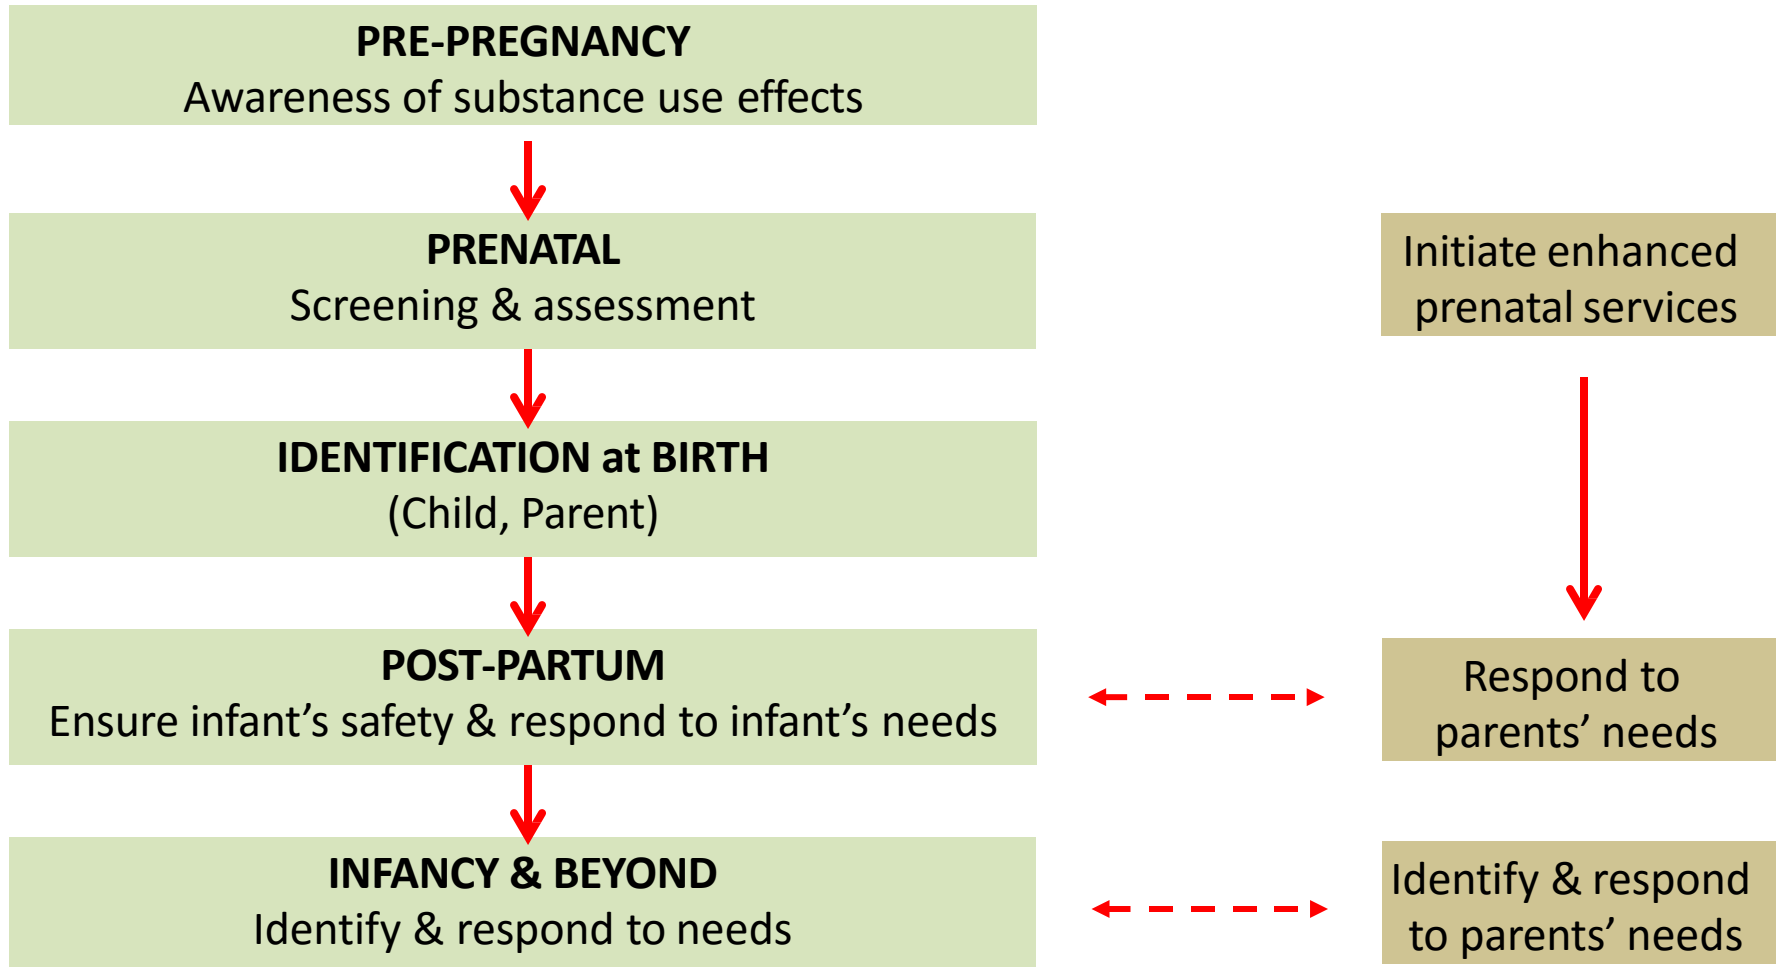 PRE-PREGNANCY
Awareness of substance use effects
PRENATAL
Screening & assessment
Initiate enhanced
prenatal services
IDENTIFICATION at BIRTH
(Child, Parent)
POST-PARTUM
Ensure infant’s safety & respond to infant’s needs
Respond to
parents’ needs
INFANCY & BEYOND
Identify & respond to needs
Identify & respond
to parents’ needs